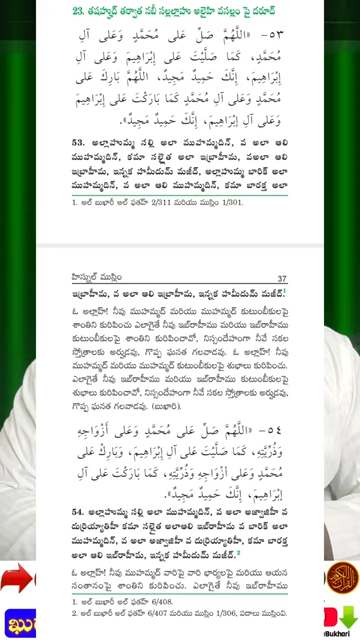 23. తషహ్హుద్ తర్వాత నబీ సల్లల్లాహు అలైహి వసల్లం పై దరూద్
٥٣– «اللَّهُمَّ صَلِّ عَلَى مُحَمَّدٍ وَعَلَى آلِ
مُحَمَّدٍ، كَمَا صَلَّيْتَ عَلَى إِبْرَاهِيمَ وَعَلَى آلِ
إِبْرَاهِيمَ، إِنَّكَ حَمِيدٌ مَجِيدٌ، اللَّهُمَّ بَارِكْ عَلَى
مُحَمَّدٍ وَعَلَى آلِ مُحَمَّدٍ كَمَا بَارَكْتَ عَلَى إِبْرَاهِيمَ
وَعَلَى آلِ إِبْرَاهِيمَ، إِنَّكَ حَمِيدٌ مَجِيدٌ».
53. అల్లాహుమ్మ సల్లి అలా ముహమ్మదిన్, వ అలా ఆలి
ముహమ్మదిన్, కమా సల్లైత అలా ఇబ్రాహీమ, వఅలా ఆలి
ఇబ్రాహీమ, ఇన్నక హమీదుమ్ మజీద్, అల్లాహుమ్మ బారిక్ అలా
ముహమ్మదిన్, వ అలా ఆలి ముహమ్మదిన్, కమా బారక్త అలా
1. అల్ బుఖారీ అల్ ఫతహ్ 2/311 మరియు ముస్లిం 1/301.
హిస్నుల్ ముస్లిం 37
ఇబ్రాహీమ, వ అలా ఆలి ఇబ్రాహీమ, ఇన్నక హమీదుమ్ మజీద్.1
ఓ అల్లాహ్! నీవు ముహమ్మద్ మరియు ముహమ్మద్ కుటుంబీకులపై
శాంతిని కురిపించు ఎలాగైతే నీవు ఇబ్రాహీము మరియు ఇబ్రాహీము
కుటుంబీకులపై శాంతిని కురిపించావో, నిస్సందేహంగా నీవే సకల
స్తోత్రాలకు అర్హుడవు, గొప్ప ఘనత గలవాడవు. ఓ అల్లాహ్! నీవు
ముహమ్మద్ మరియు ముహమ్మద్ కుటుంబీకులపై శుభాలు కురిపించు.
ఎలాగైతే నీవు ఇబ్రాహీము మరియు ఇబ్రాహీము కుటుంబీకులపై
శుభాలు కురిపించావో, నిస్సందేహంగా నీవే సకల స్తోత్రాలకు అర్హుడవు,
గొప్ప ఘనత గలవాడవు. (బుఖారి).
٥٤– «اللَّهُمَّ صَلِّ عَلَى مُحَمَّدٍ وَعَلَى أَزْوَاجِهِ
وَذُرِّيَّتِهِ، كَمَا صَلَّيْتَ عَلَى آلِ إِبْرَاهِيمَ، وَبَارِكْ عَلَى
مُحَمَّدٍ وَعَلَى أَزْوَاجِهِ وَذُرِّيَّتِهِ، كَمَا بَارَكْتَ عَلَى آلِ
إِبْرَاهِيمَ، إِنَّكَ حَمِيدٌ مَجِيدٌ».
54. అల్లాహుమ్మ సల్లి అలా ముహమ్మదిన్, వ అలా అజ్వాజిహీ వ
దుర్రియ్యాతిహీ కమా సల్లైత అలాఆలి ఇబ్‌రాహీమ వ బారిక్ అలా
ముహమ్మదిన్, వ అలా అజ్వాజిహీ వ దుర్రియ్యాతిహీ, కమా బారక్త
అలా ఆలి ఇబ్‌రాహీమ, ఇన్నక హమీదుమ్ మజీద్.2
ఓ అల్లాహ్! నీవు ముహమ్మద్ వారిపై వారి భార్యలపై మరియు ఆయన
సంతానంపై శాంతిని కురిపించు. ఎలాగైతే నీవు ఇబ్‌రాహీము
1. అల్ బుఖారీ అల్ ఫతహ్ 6/408.
2. అల్ బుఖారీ అల్ ఫతహ్ 6/407 మరియు ముస్లిం 1/306, పదాలు ముస్లింవి.
Bukhari